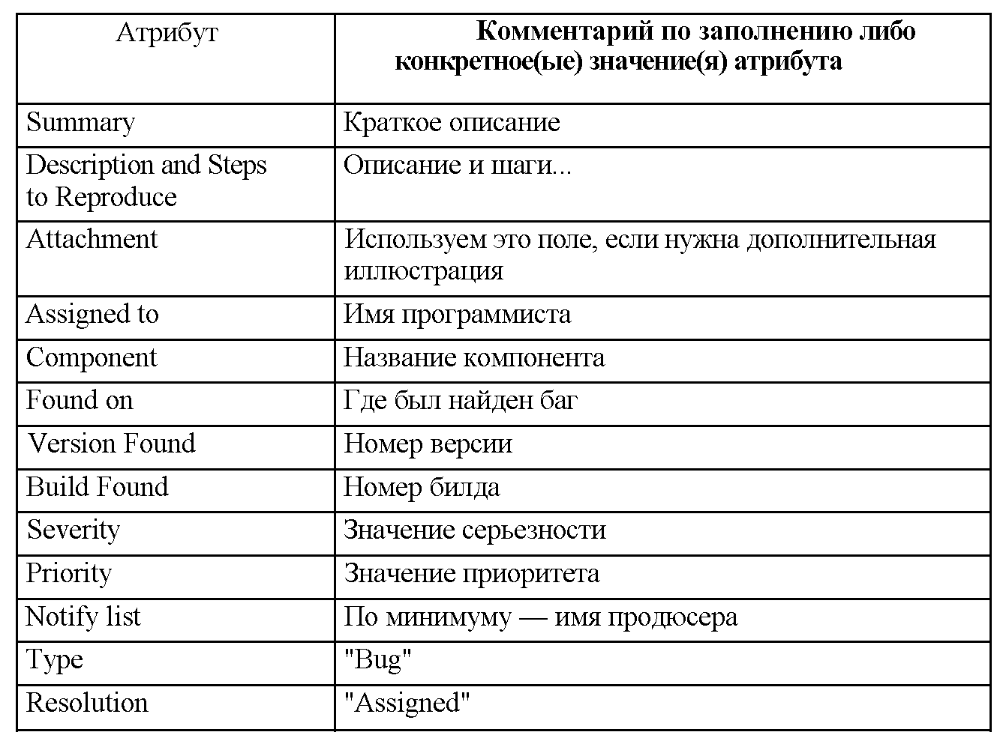 Атрибут
Комментарий по заполнению либо
конкретное(ые) значение(я) атрибута
Summary
Краткое описание
Description and Steps
to Reproduce
Описание и шаги...
Attachment
Используем это поле, если нужна дополнительная
иллюстрация
Assigned to
Имя программиста
Component
Название компонента
Found on
Где был найден баг
Version Found
Номер версии
Build Found
Номер билда
Severity
Значение серьезности
Priority
Значение приоритета
Notify list
По минимуму — имя продюсера
Type
"Bug"
Resolution
"Assigned"